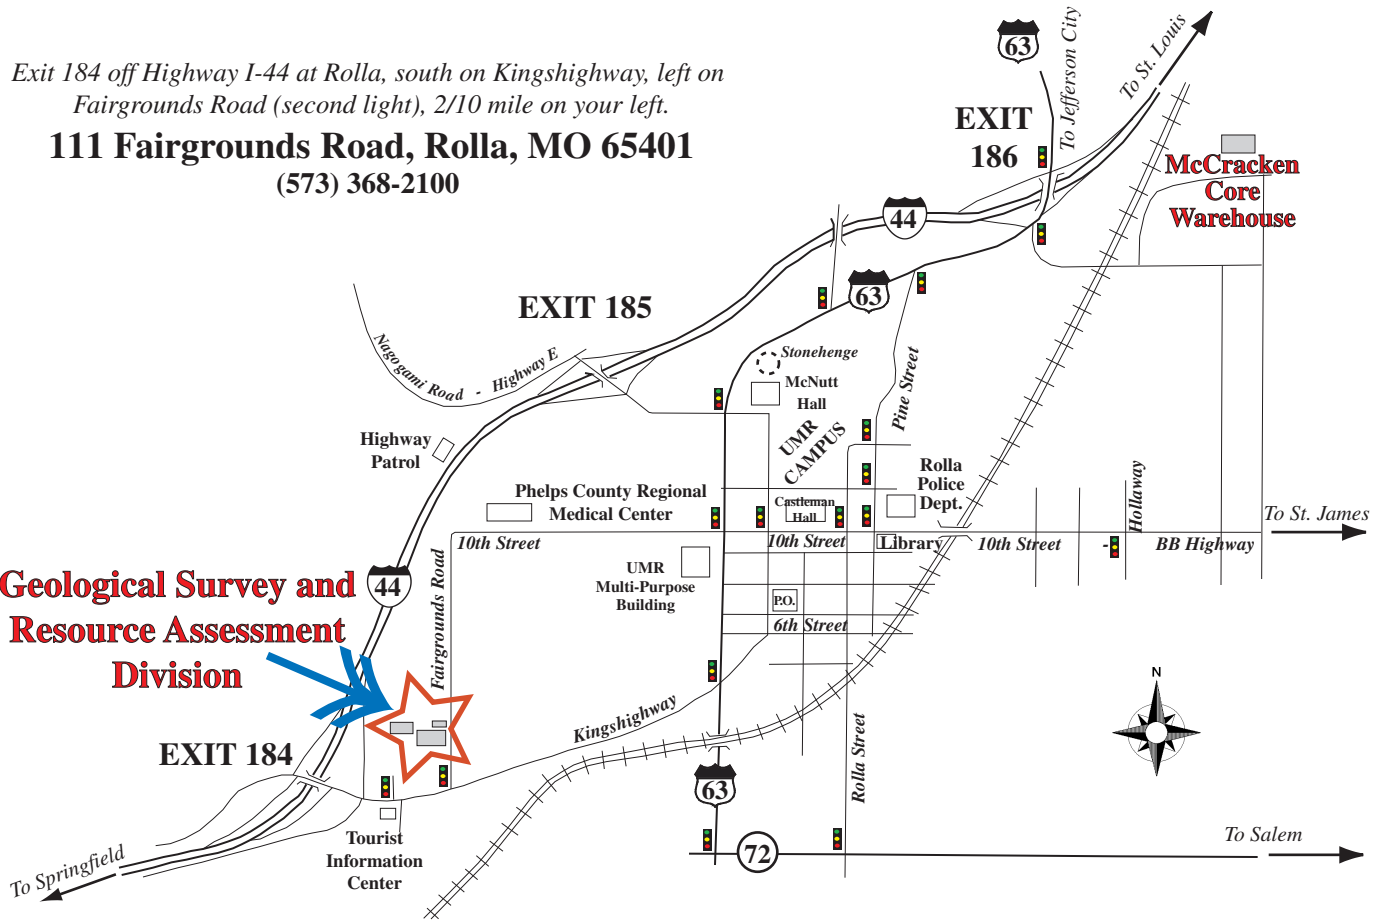 Exit 184 off Highway I-44 at Rolla, south on Kingshighway, left on
Fairgrounds Road (second light), 2/10 mile on your left.
111 Fairgrounds Road, Rolla, MO 65401
(573) 368-2100
63
To Jefferson City
To St. Louis
EXIT
186
McCracken
Core
Warehouse
44
63
EXIT 185
Nagogami Road - Highway E
Stonehenge
McNutt
Hall
Pine Street
UMR
CAMPUS
Highway
Patrol
Rolla
Police
Dept.
Phelps County Regional
Medical Center
Castleman
Hall
Hollaway
To St. James
10th Street
10th Street
Library
10th Street
BB Highway
Fairgrounds Road
UMR
Multi-Purpose
Building
44
Geological Survey and
Resource Assessment
Division
P.O.
6th Street
N
Kingshighway
EXIT 184
Rolla Street
63
Tourist
Information
Center
To Springfield
72
To Salem